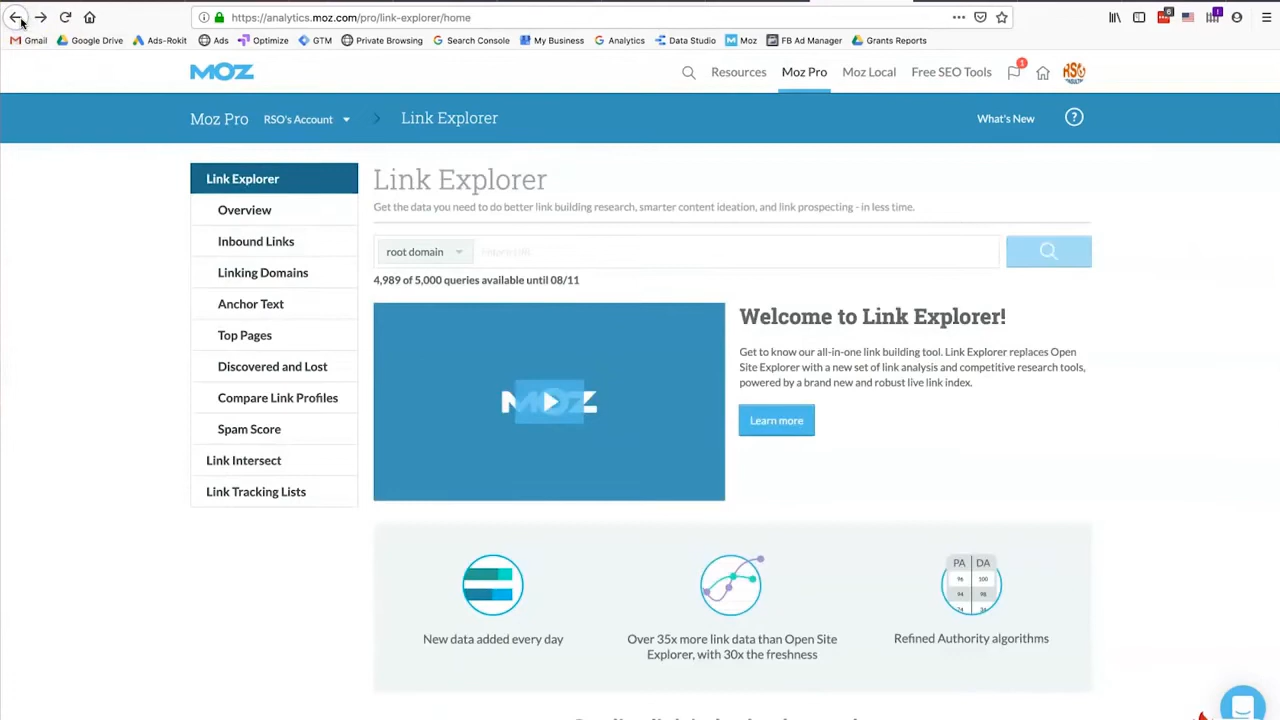 https://analytics.moz.com/pro/link-explorer/home
6
1
Gmail Google Drive Ads-Rokit Ads Optimize GTM Private Browsing Search Console My Business Analytics Data Studio Moz FB Ad Manager Grants Reports
MOZ
Resources Moz Pro Moz Local Free SEO Tools
1
RSO
Moz Pro RSO's Account Link Explorer
What's New ?
Link Explorer
Overview
Inbound Links
Linking Domains
Anchor Text
Top Pages
Discovered and Lost
Compare Link Profiles
Spam Score
Link Intersect
Link Tracking Lists
Link Explorer
Get the data you need to do better link building research, smarter content ideation, and link prospecting - in less time.
root domain
4,989 of 5,000 queries available until 08/11
MOZ
Welcome to Link Explorer!
Get to know our all-in-one link building tool. Link Explorer replaces Open
Site Explorer with a new set of link analysis and competitive research tools,
powered by a brand new and robust live link index.
Learn more
New data added every day
Over 35x more link data than Open Site
Explorer, with 30x the freshness
PA DA
96 100
94 98
Refined Authority algorithms